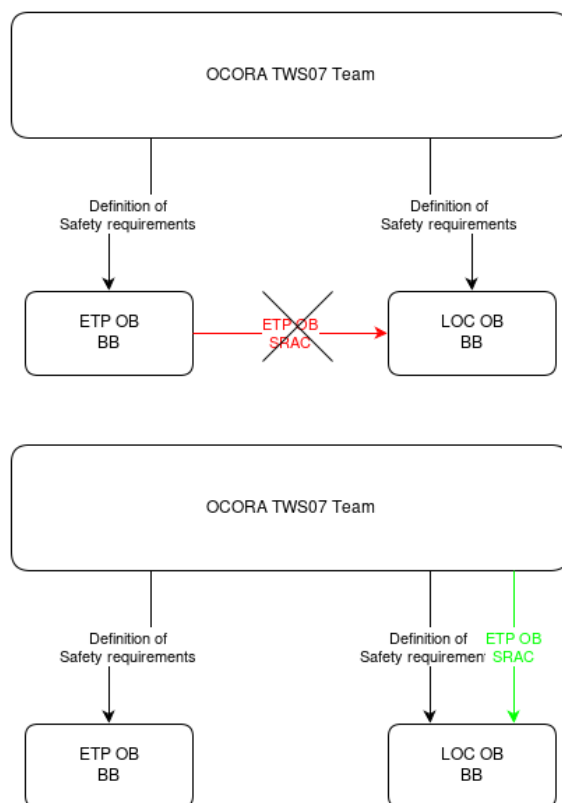 OCORA TWS07 Team
Definition of
Safety requirements
Definition of
Safety requirements
ETP OB
BB
ETP OB
SRAC
LOC OB
BB
OCORA TWS07 Team
Definition of
Safety requirements
Definition of
Safety requirement
ETP OB
SRAC
ETP OB
BB
LOC OB
BB